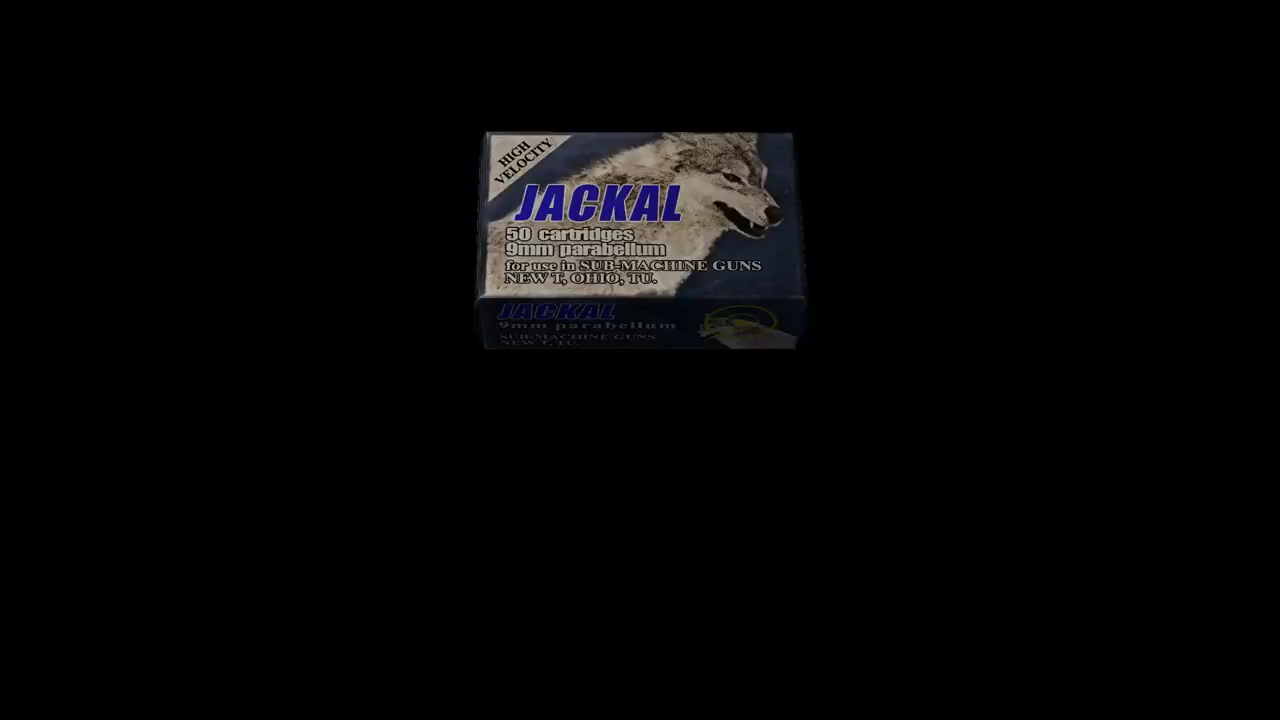 HIGH
VELOCITY
JACKAL
50 cartridges
9mm parabellum
for use in SUB-MACHINE GUNS
NEW T, OHIO, TU.
JACKAL
9mm parabellum
SUB-MACHINE GUNS
NEW T, TU.